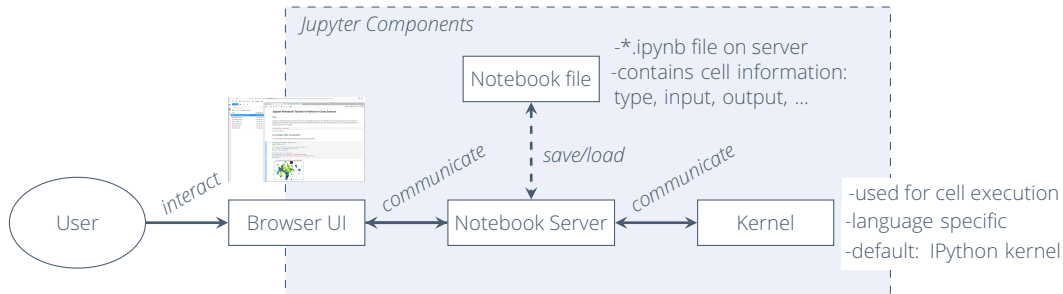 Jupyter Components
-*.ipynb file on server
-contains cell information:
type, input, output, ...
Notebook file
save/load
interact
communicate
communicate
User
Browser UI
Notebook Server
Kernel
-used for cell execution
-language specific
-default: IPython kernel